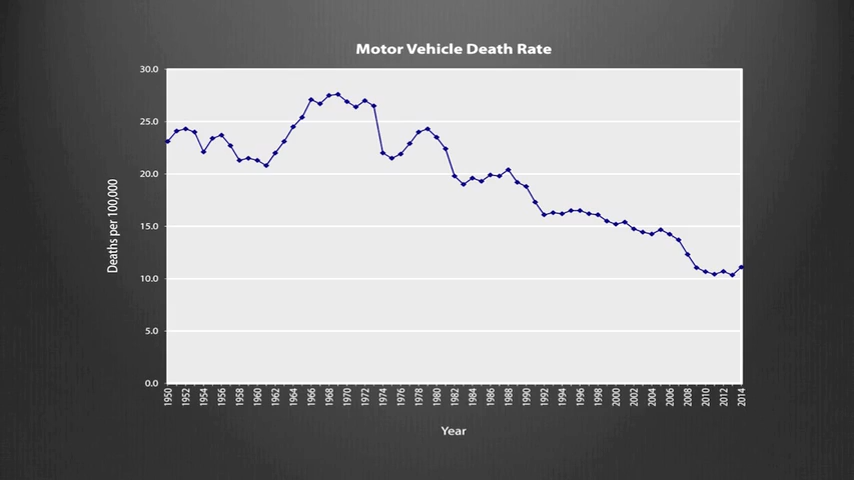 Motor Vehicle Death Rate
30.0
25.0
20.0
15.0
10.0
5.0
0.0
Deaths per 100,000
1950 1952 1954 1956 1958 1960 1962 1964 1966 1968 1970 1972 1974 1976 1978 1980 1982 1984 1986 1988 1990 1992 1994 1996 1998 2000 2002 2004 2006 2008 2010 2012 2014
Year